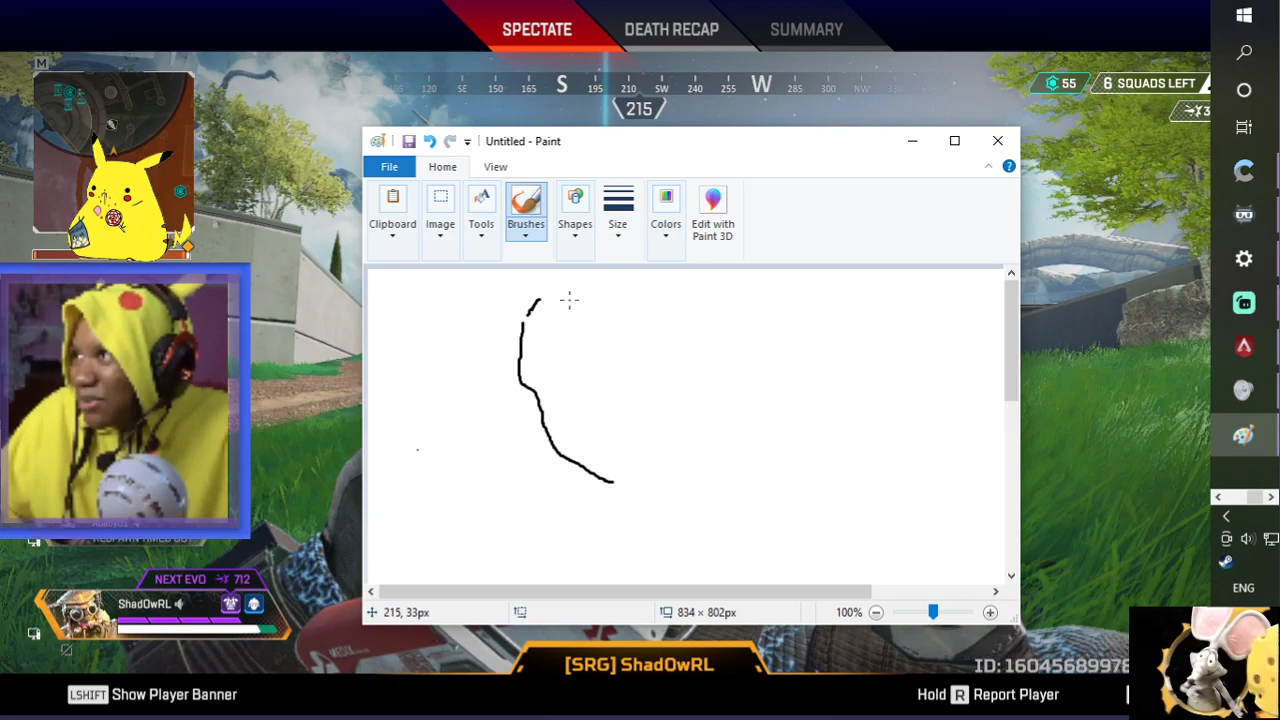 SPECTATE
DEATH RECAP
SUMMARY
M
120 SE 150 165 S 195 210 SW 240 255 W 285 300 NW 330
215
55
6 SQUADS LEFT
Untitled - Paint
File
Home
View
Clipboard
Image
Tools
Brushes
Shapes
Size
Colors
Edit with
Paint 3D
215, 33px
834 × 802px
100%
ENG
NEXT EVO 712
ShadOwRL
[SRG] ShadOwRL
ID: 16045689978
LSHIFT Show Player Banner
Hold R Report Player